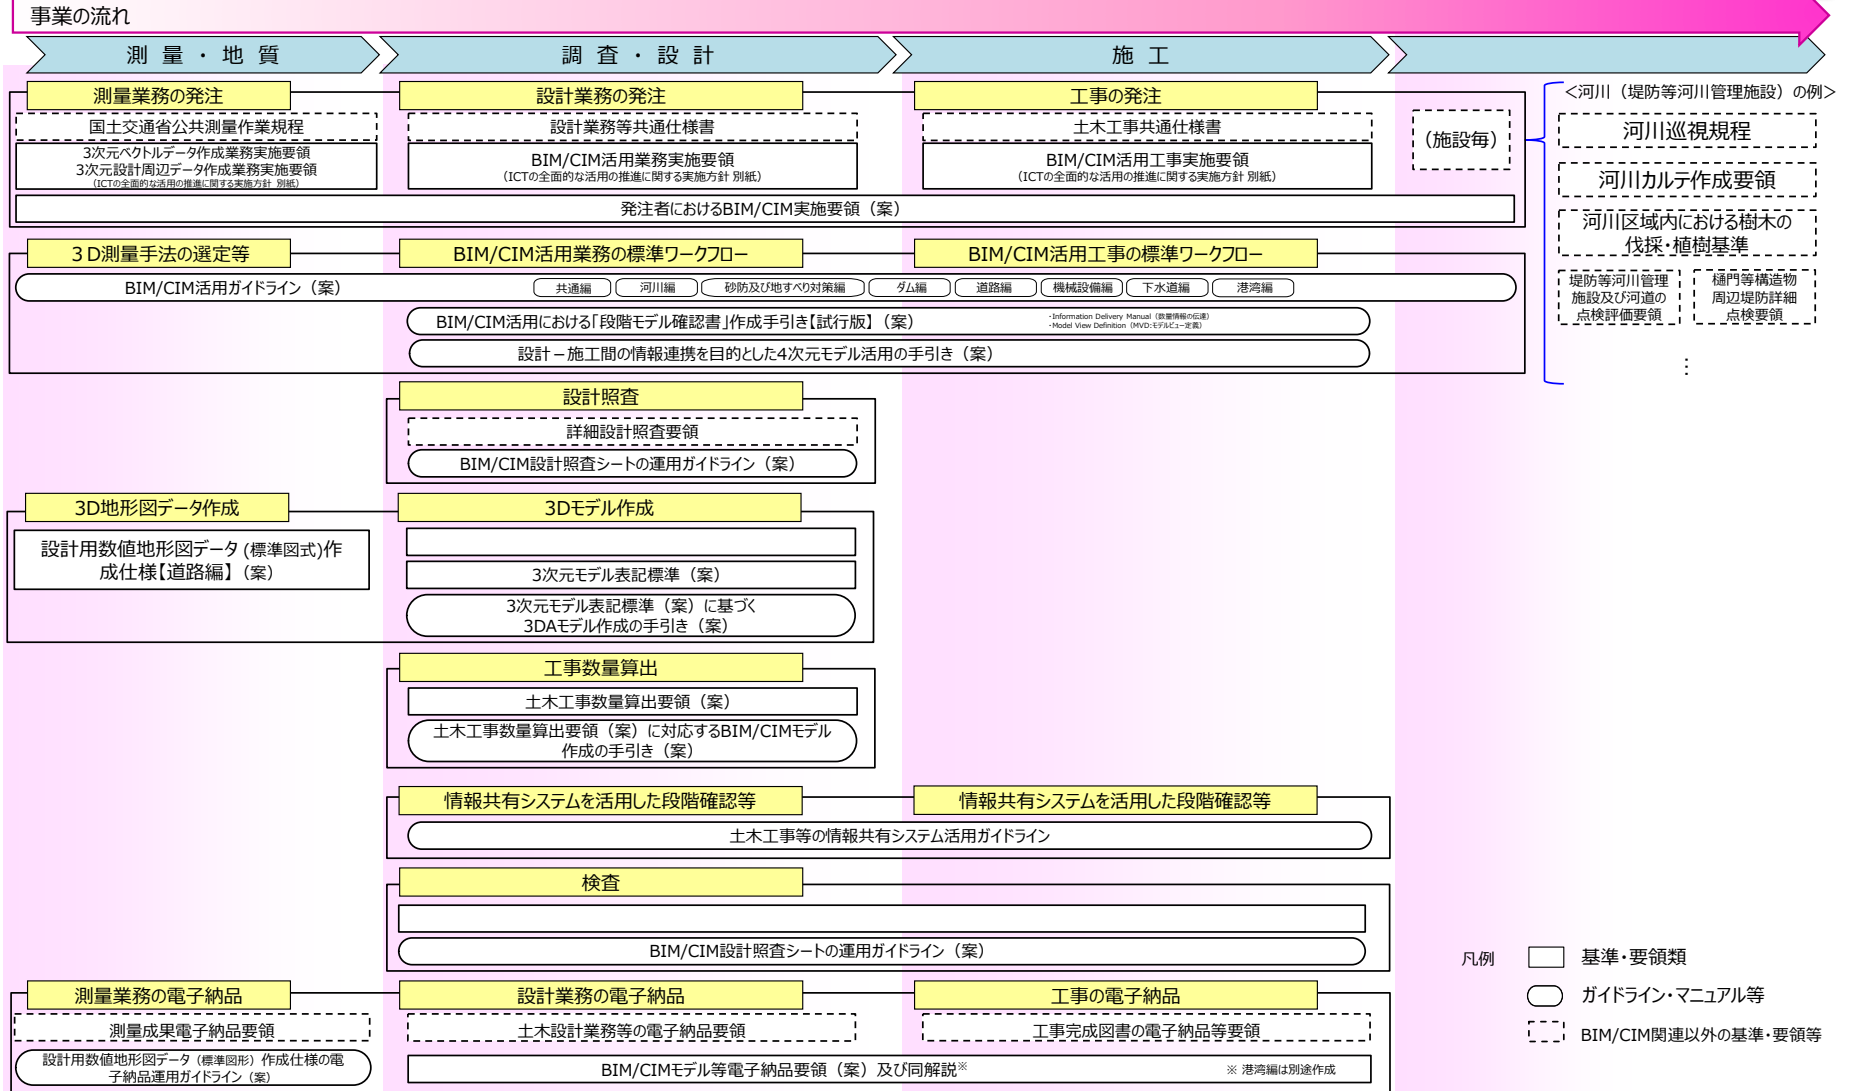 事業の流れ
測 量 ・ 地 質
調 査 ・ 設 計
施 工
測量業務の発注
設計業務の発注
工事の発注
国土交通省公共測量作業規程
設計業務等共通仕様書
土木工事共通仕様書
3次元ベクトルデータ作成業務実施要領
3次元設計周辺データ作成業務実施要領
(ICTの全面的な活用の推進に関する実施方針 別紙)
BIM/CIM活用業務実施要領
(ICTの全面的な活用の推進に関する実施方針 別紙)
BIM/CIM活用工事実施要領
(ICTの全面的な活用の推進に関する実施方針 別紙)
発注者におけるBIM/CIM実施要領（案）
（施設毎）
＜河川（堤防等河川管理施設）の例＞
河川巡視規程
河川カルテ作成要領
河川区域内における樹木の
伐採・植樹基準
堤防等河川管理
施設及び河道の
点検評価要領
樋門等構造物
周辺堤防詳細
点検要領
⋮
３D測量手法の選定等
BIM/CIM活用業務の標準ワークフロー
BIM/CIM活用工事の標準ワークフロー
BIM/CIM活用ガイドライン（案）
共通編
河川編
砂防及び地すべり対策編
ダム編
道路編
機械設備編
下水道編
港湾編
BIM/CIM活用における「段階モデル確認書」作成手引き【試行版】（案）
・Information Delivery Manual（数量情報の伝達）
・Model View Definition（MVD:モデルビュー定義）
設計－施工間の情報連携を目的とした4次元モデル活用の手引き（案）
設計照査
詳細設計照査要領
BIM/CIM設計照査シートの運用ガイドライン（案）
3D地形図データ作成
3Dモデル作成
設計用数値地形図データ(標準図式)作
成仕様【道路編】（案）
3次元モデル表記標準（案）
3次元モデル表記標準（案）に基づく
3DAモデル作成の手引き（案）
工事数量算出
土木工事数量算出要領（案）
土木工事数量算出要領（案）に対応するBIM/CIMモデル
作成の手引き（案）
情報共有システムを活用した段階確認等
情報共有システムを活用した段階確認等
土木工事等の情報共有システム活用ガイドライン
検査
BIM/CIM設計照査シートの運用ガイドライン（案）
測量業務の電子納品
設計業務の電子納品
工事の電子納品
測量成果電子納品要領
土木設計業務等の電子納品要領
工事完成図書の電子納品等要領
設計用数値地形図データ（標準図形）作成仕様の電
子納品運用ガイドライン（案）
BIM/CIMモデル等電子納品要領（案）及び同解説※
※ 港湾編は別途作成
凡例
基準・要領類
ガイドライン・マニュアル等
BIM/CIM関連以外の基準・要領等